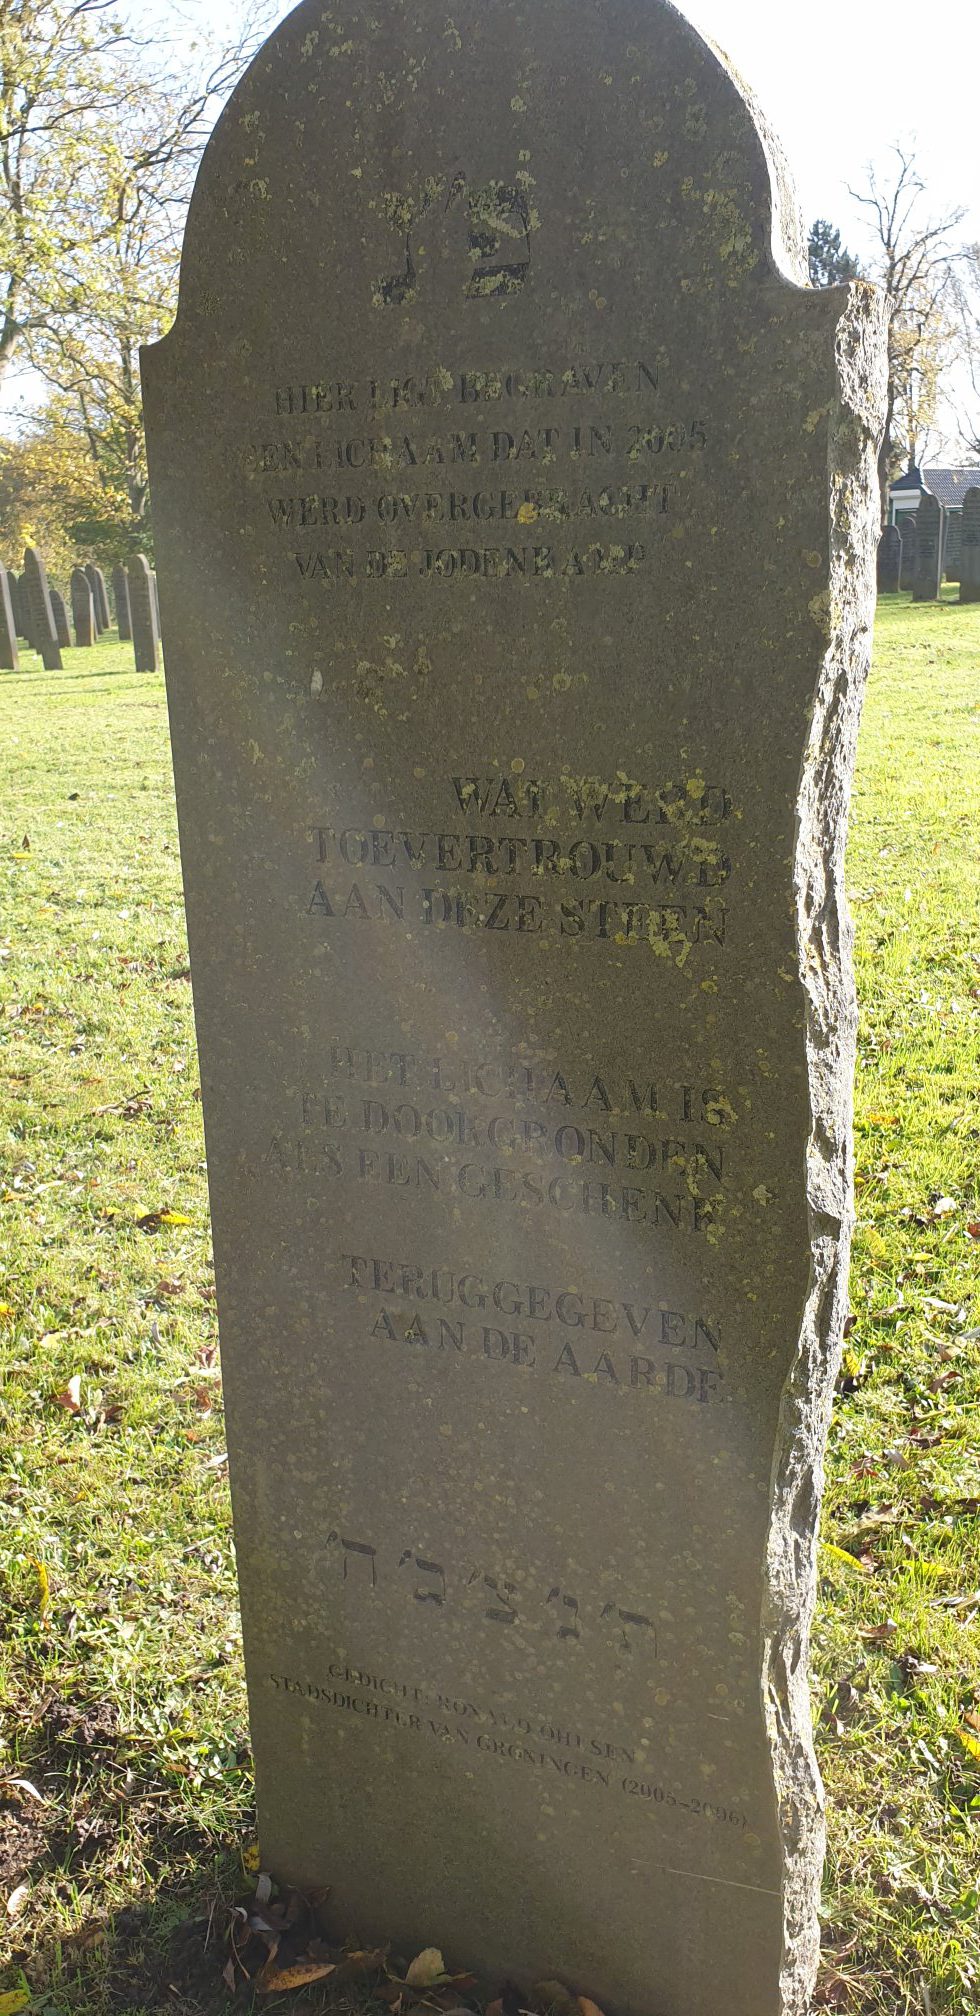 פ'נ
HIER LIGT BEGRAVEN
EEN LICHAAM DAT IN 2005
WERD OVERGEBRACHT
VAN DE JODENKAMP
WAT WERD
TOEVERTROUWD
AAN DEZE STEEN
HET LICHAAM IS
TE DOORGRONDEN
ALS EEN GESCHENK
TERUGGEGEVEN
AAN DE AARDE
ת'נ'צ'ב'ה'
GEDICHT: RONALD OHLSEN
STADSDICHTER VAN GRONINGEN (2005-2006)